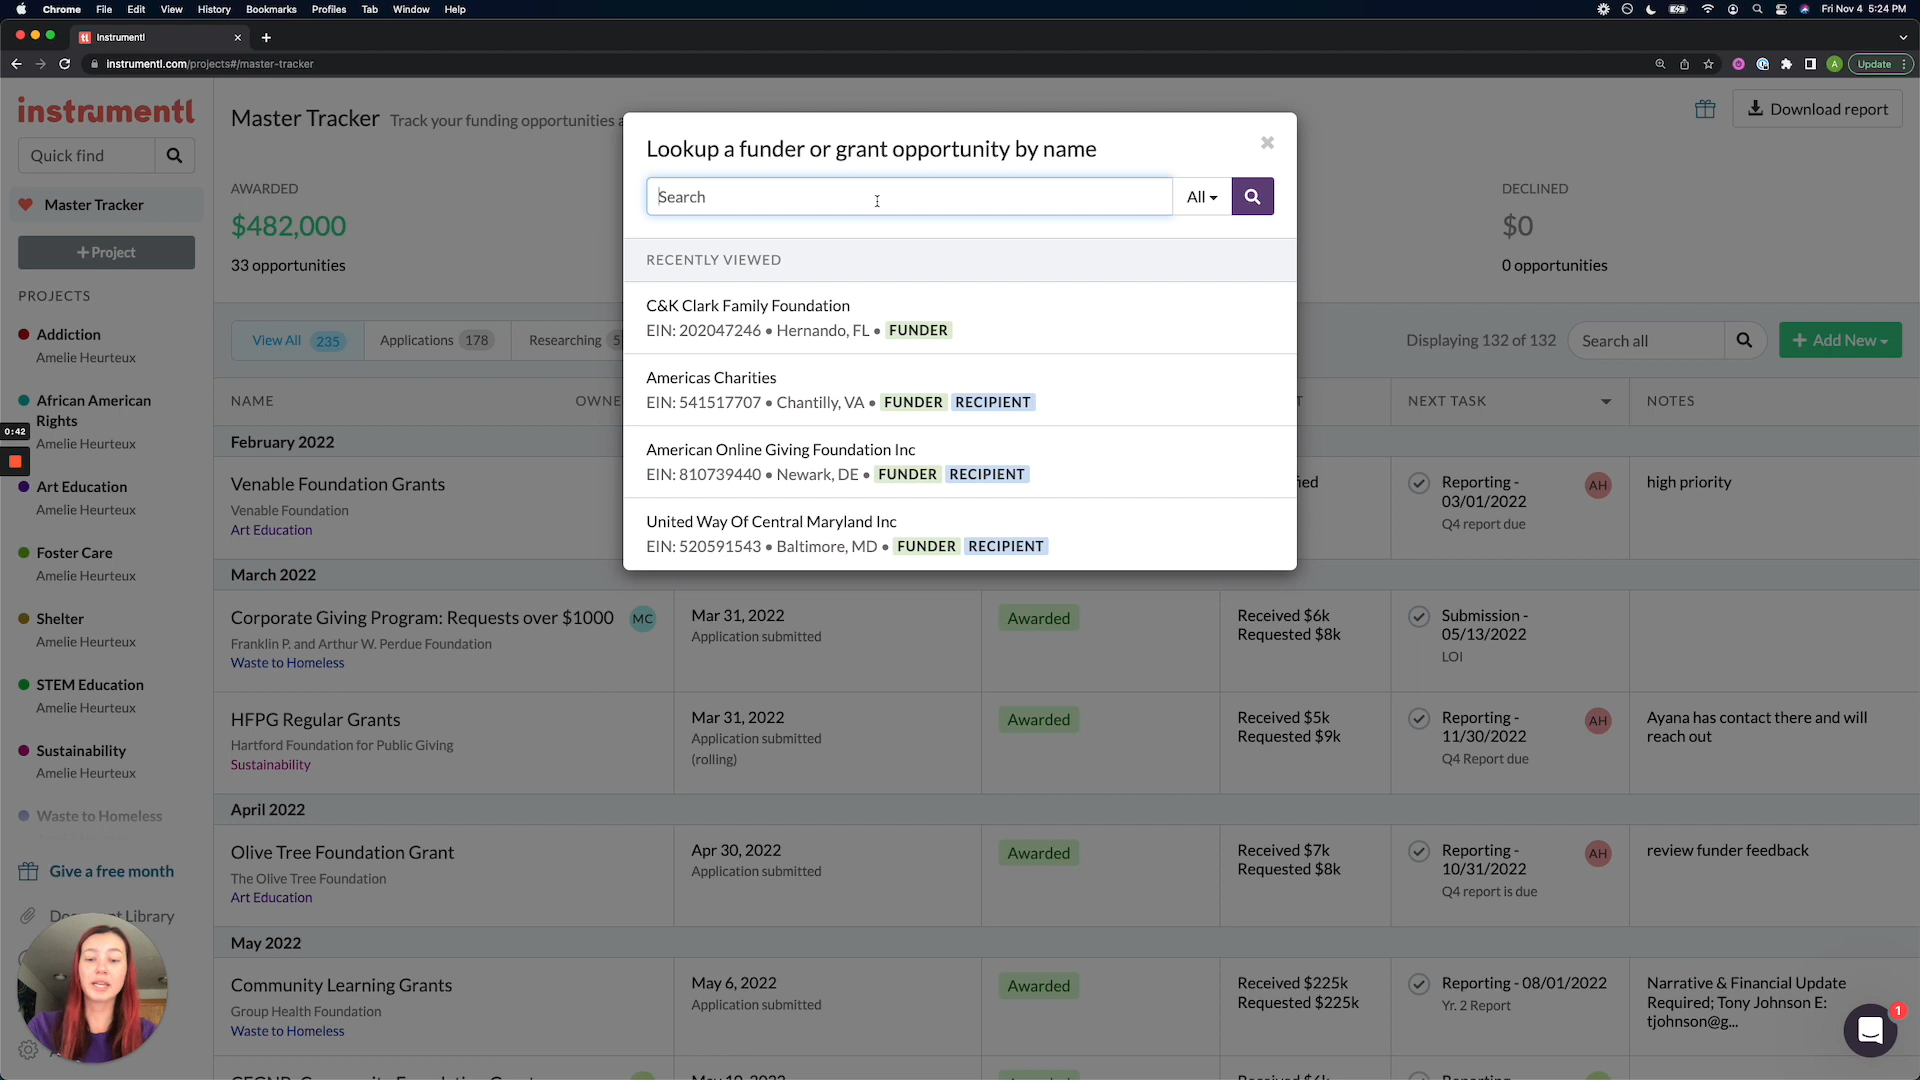 Chrome File Edit View History Bookmarks Profiles Tab Window Help
Fri Nov 4 5:24 PM
Instrumentl
instrumentl.com/projects#/master-tracker
A
Update
instrumentl
Quick find
Master Tracker
+ Project
PROJECTS
Addiction
Amelie Heurteux
African American
Rights
Amelie Heurteux
0:42
Art Education
Amelie Heurteux
Foster Care
Amelie Heurteux
Shelter
Amelie Heurteux
STEM Education
Amelie Heurteux
Sustainability
Amelie Heurteux
Waste to Homeless
Give a free month
Library
Master Tracker Track your funding opportunities
Download report
AWARDED
$482,000
33 opportunities
DECLINED
$0
0 opportunities
View All 235
Applications 178
Researching
Displaying 132 of 132
Search all
+ Add New
Lookup a funder or grant opportunity by name
Search
All
RECENTLY VIEWED
C&K Clark Family Foundation
EIN: 202047246 • Hernando, FL • FUNDER
Americas Charities
EIN: 541517707 • Chantilly, VA • FUNDER RECIPIENT
American Online Giving Foundation Inc
EIN: 810739440 • Newark, DE • FUNDER RECIPIENT
United Way Of Central Maryland Inc
EIN: 520591543 • Baltimore, MD • FUNDER RECIPIENT
NAME
NEXT TASK
NOTES
February 2022
Venable Foundation Grants
Venable Foundation
Art Education
Reporting -
03/01/2022
Q4 report due
AH
high priority
March 2022
Corporate Giving Program: Requests over $1000
Franklin P. and Arthur W. Perdue Foundation
Waste to Homeless
MC
Mar 31, 2022
Application submitted
Awarded
Received $6k
Requested $8k
Submission -
05/13/2022
LOI
HFPG Regular Grants
Hartford Foundation for Public Giving
Sustainability
Mar 31, 2022
Application submitted
(rolling)
Awarded
Received $5k
Requested $9k
Reporting -
11/30/2022
Q4 Report due
AH
Ayana has contact there and will
reach out
April 2022
Olive Tree Foundation Grant
The Olive Tree Foundation
Art Education
Apr 30, 2022
Application submitted
Awarded
Received $7k
Requested $8k
Reporting -
10/31/2022
Q4 report is due
AH
review funder feedback
May 2022
Community Learning Grants
Group Health Foundation
Waste to Homeless
May 6, 2022
Application submitted
Awarded
Received $225k
Requested $225k
Reporting - 08/01/2022
Yr. 2 Report
Narrative & Financial Update
Required; Tony Johnson E:
tjohnson@g...
1